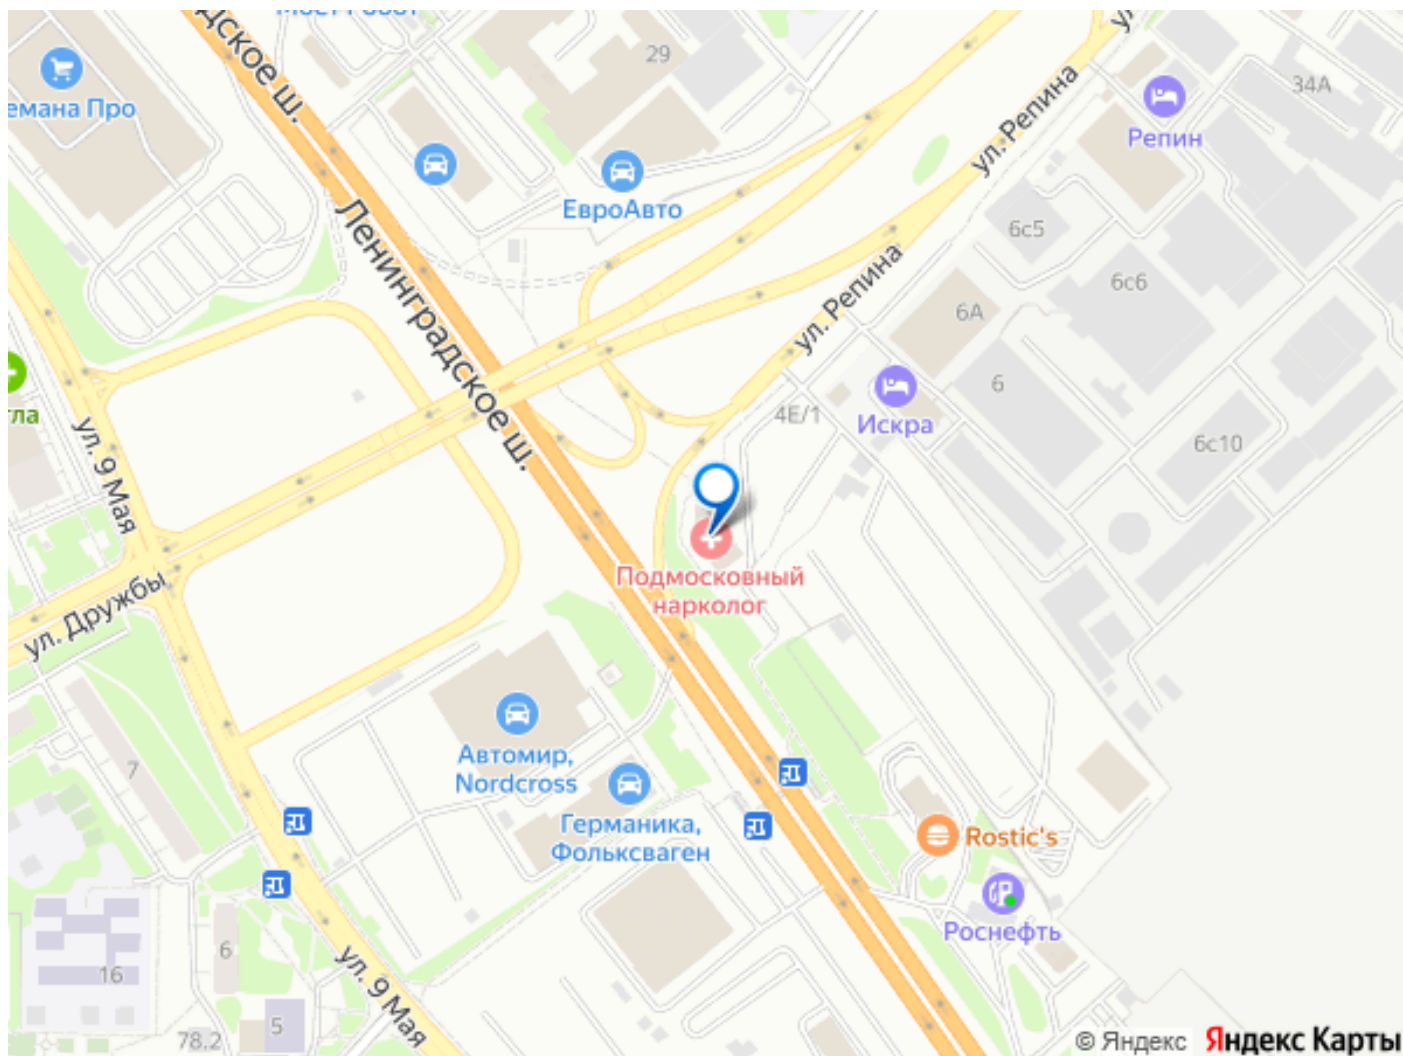 29
34А
Репин
ул. Репина
емана Про
дское ш.
ЕвроАвто
6с5
6с6
6А
ул. Репина
Ленинградское ш.
6
4Е/1
Искра
6с10
гла
ул. 9 Мая
Подмосковный
нарколог
ул. Дружбы
Автомир,
Nordcross
7
Германика,
Фольксваген
Rostic's
Роснефть
6
16
ул. 9 Мая
5
78.2
© Яндекс
Яндекс Карты